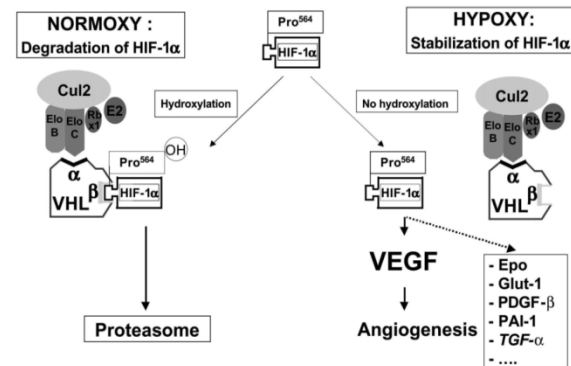 NORMOXY :
Degradation of HIF-1α
Pro564
HIF-1α
HYPOXY:
Stabilization of HIF-1α
Cul2
Elo B
Elo C
Rb x1
E2
Hydroxylation
No hydroxylation
Cul2
Elo B
Elo C
Rb x1
E2
OH
Pro564
HIF-1α
α
β
VHL
Pro564
HIF-1α
α
β
VHL
VEGF
Proteasome
Angiogenesis
- Epo
- Glut-1
- PDGF-β
- PAI-1
- TGF-α
- ....